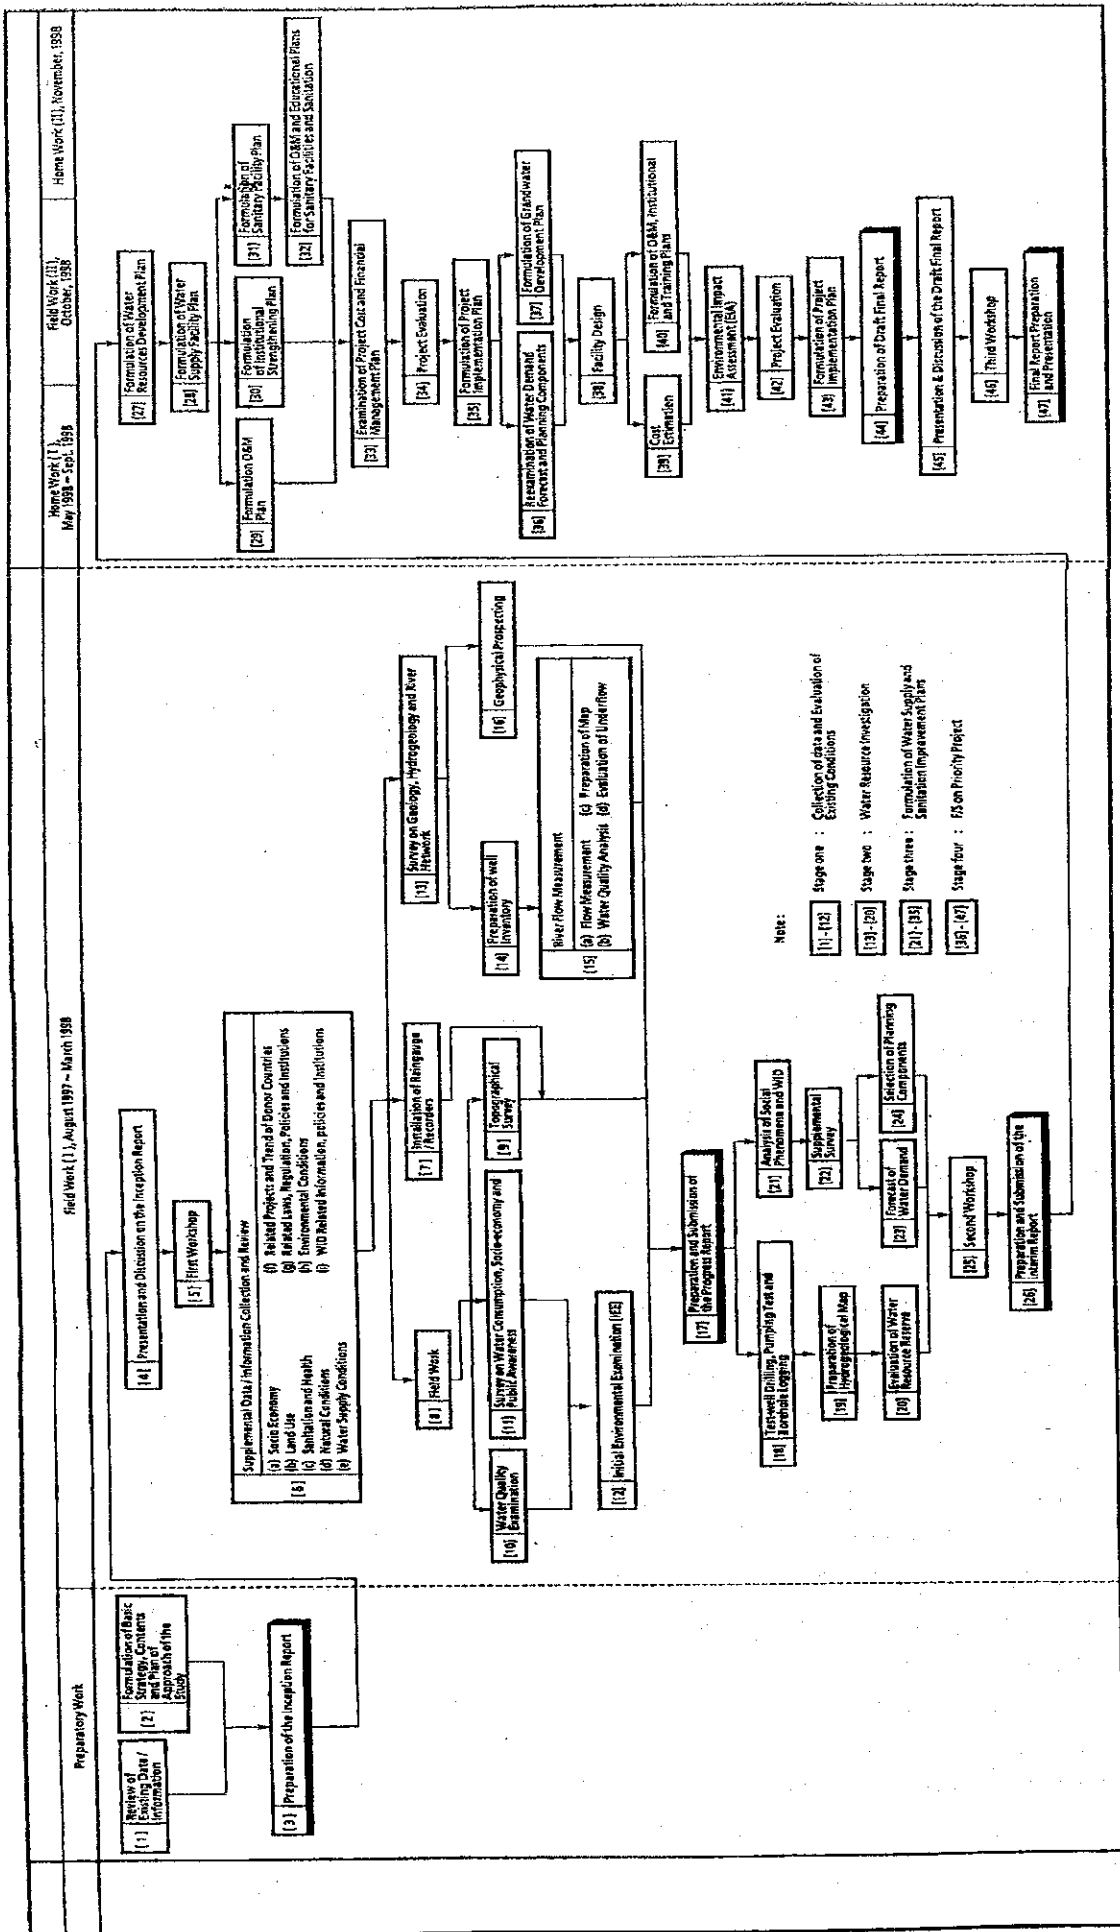 Preparatory Work
Field Work (I), August 1997 ~ March 1998
Home Work (I),
May 1998 ~ Sept. 1998
Field Work (II),
October, 1998
Home Work (II), November, 1998
[1] Review of
Existing Data /
Information
[2] Formulation of Basic
Strategy, Contents
and Plan of
Approach of the
Study
[3] Preparation of the Inception Report
[4] Presentation and Discussion on the Inception Report
[5] First Workshop
[6] Supplemental Data / Information Collection and Review
(a) Socio Economy
(b) Land Use
(c) Sanitation and Health
(d) Natural Conditions
(e) Water Supply Conditions
(f) Related Projects and Trend of Donor Countries
(g) Related Laws, Regulation, Policies and Institutions
(h) Environmental Conditions
(i) WID Related information, policies and Institutions
[7] Installation of Raingauge
/ Recorders
[8] Field Work
[9] Topographical
Survey
[10] Water Quality
Examination
[11] Survey on Water Consumption, Socio-economy and
Public Awareness
[12] Initial Environmental Examination (IEE)
[13] Survey on Geology, Hydrogeology and River
Network
[14] Preparation of well
Inventory
[15] River Flow Measurement
(a) Flow Measurement
(b) Water Quality Analysis
(c) Preparation of Map
(d) Evaluation of Underflow
[16] Geophysical Prospecting
[17] Preparation and Submission of
the Progress Report
[18] Test-well Drilling, Pumping Test and
Borehole Logging
[19] Preparation of
Hydrogeological Map
[20] Evaluation of Water
Resource Reserve
[21] Analysis of Social
Phenomena and WID
[22] Supplemental
Survey
[23] Forecast of
Water Demand
[24] Selection of Planning
Components
[25] Second Workshop
[26] Preparation and Submission of the
Interim Report
Note :
[1] - [12] Stage one : Collection of data and Evaluation of
Existing Conditions
[13] - [20] Stage two : Water Resource Investigation
[21] - [35] Stage three : Formulation of Water Supply and
Sanitation Improvement Plans
[36] - [47] Stage four : F/S on Priority Project
[27] Formulation of Water
Resources Development Plan
[28] Formulation of Water
Supply Facility Plan
[29] Formulation O&M
Plan
[30] Formulation
of Institutional
Strengthening Plan
[31] Formulation of
Sanitary Facility Plan
[32] Formulation of O&M and Educational Plans
for Sanitary Facilities and Sanitation
[33] Examination of Project Cost and Financial
Management Plan
[34] Project Evaluation
[35] Formulation of Project
Implementation Plan
[36] Reexamination of Water Demand
Forecast and Planning Components
[37] Formulation of Grandwater
Development Plan
[38] Facility Design
[39] Cost
Estimation
[40] Formulation of O&M, Institutional
and Training Plans
[41] Environmental Impact
Assessment (EIA)
[42] Project Evaluation
[43] Formulation of Project
Implementation Plan
[44] Preparation of Draft Final Report
[45] Presentation & Discussion of the Draft Final Report
[46] Third Workshop
[47] Final Report Preparation
and Presentation